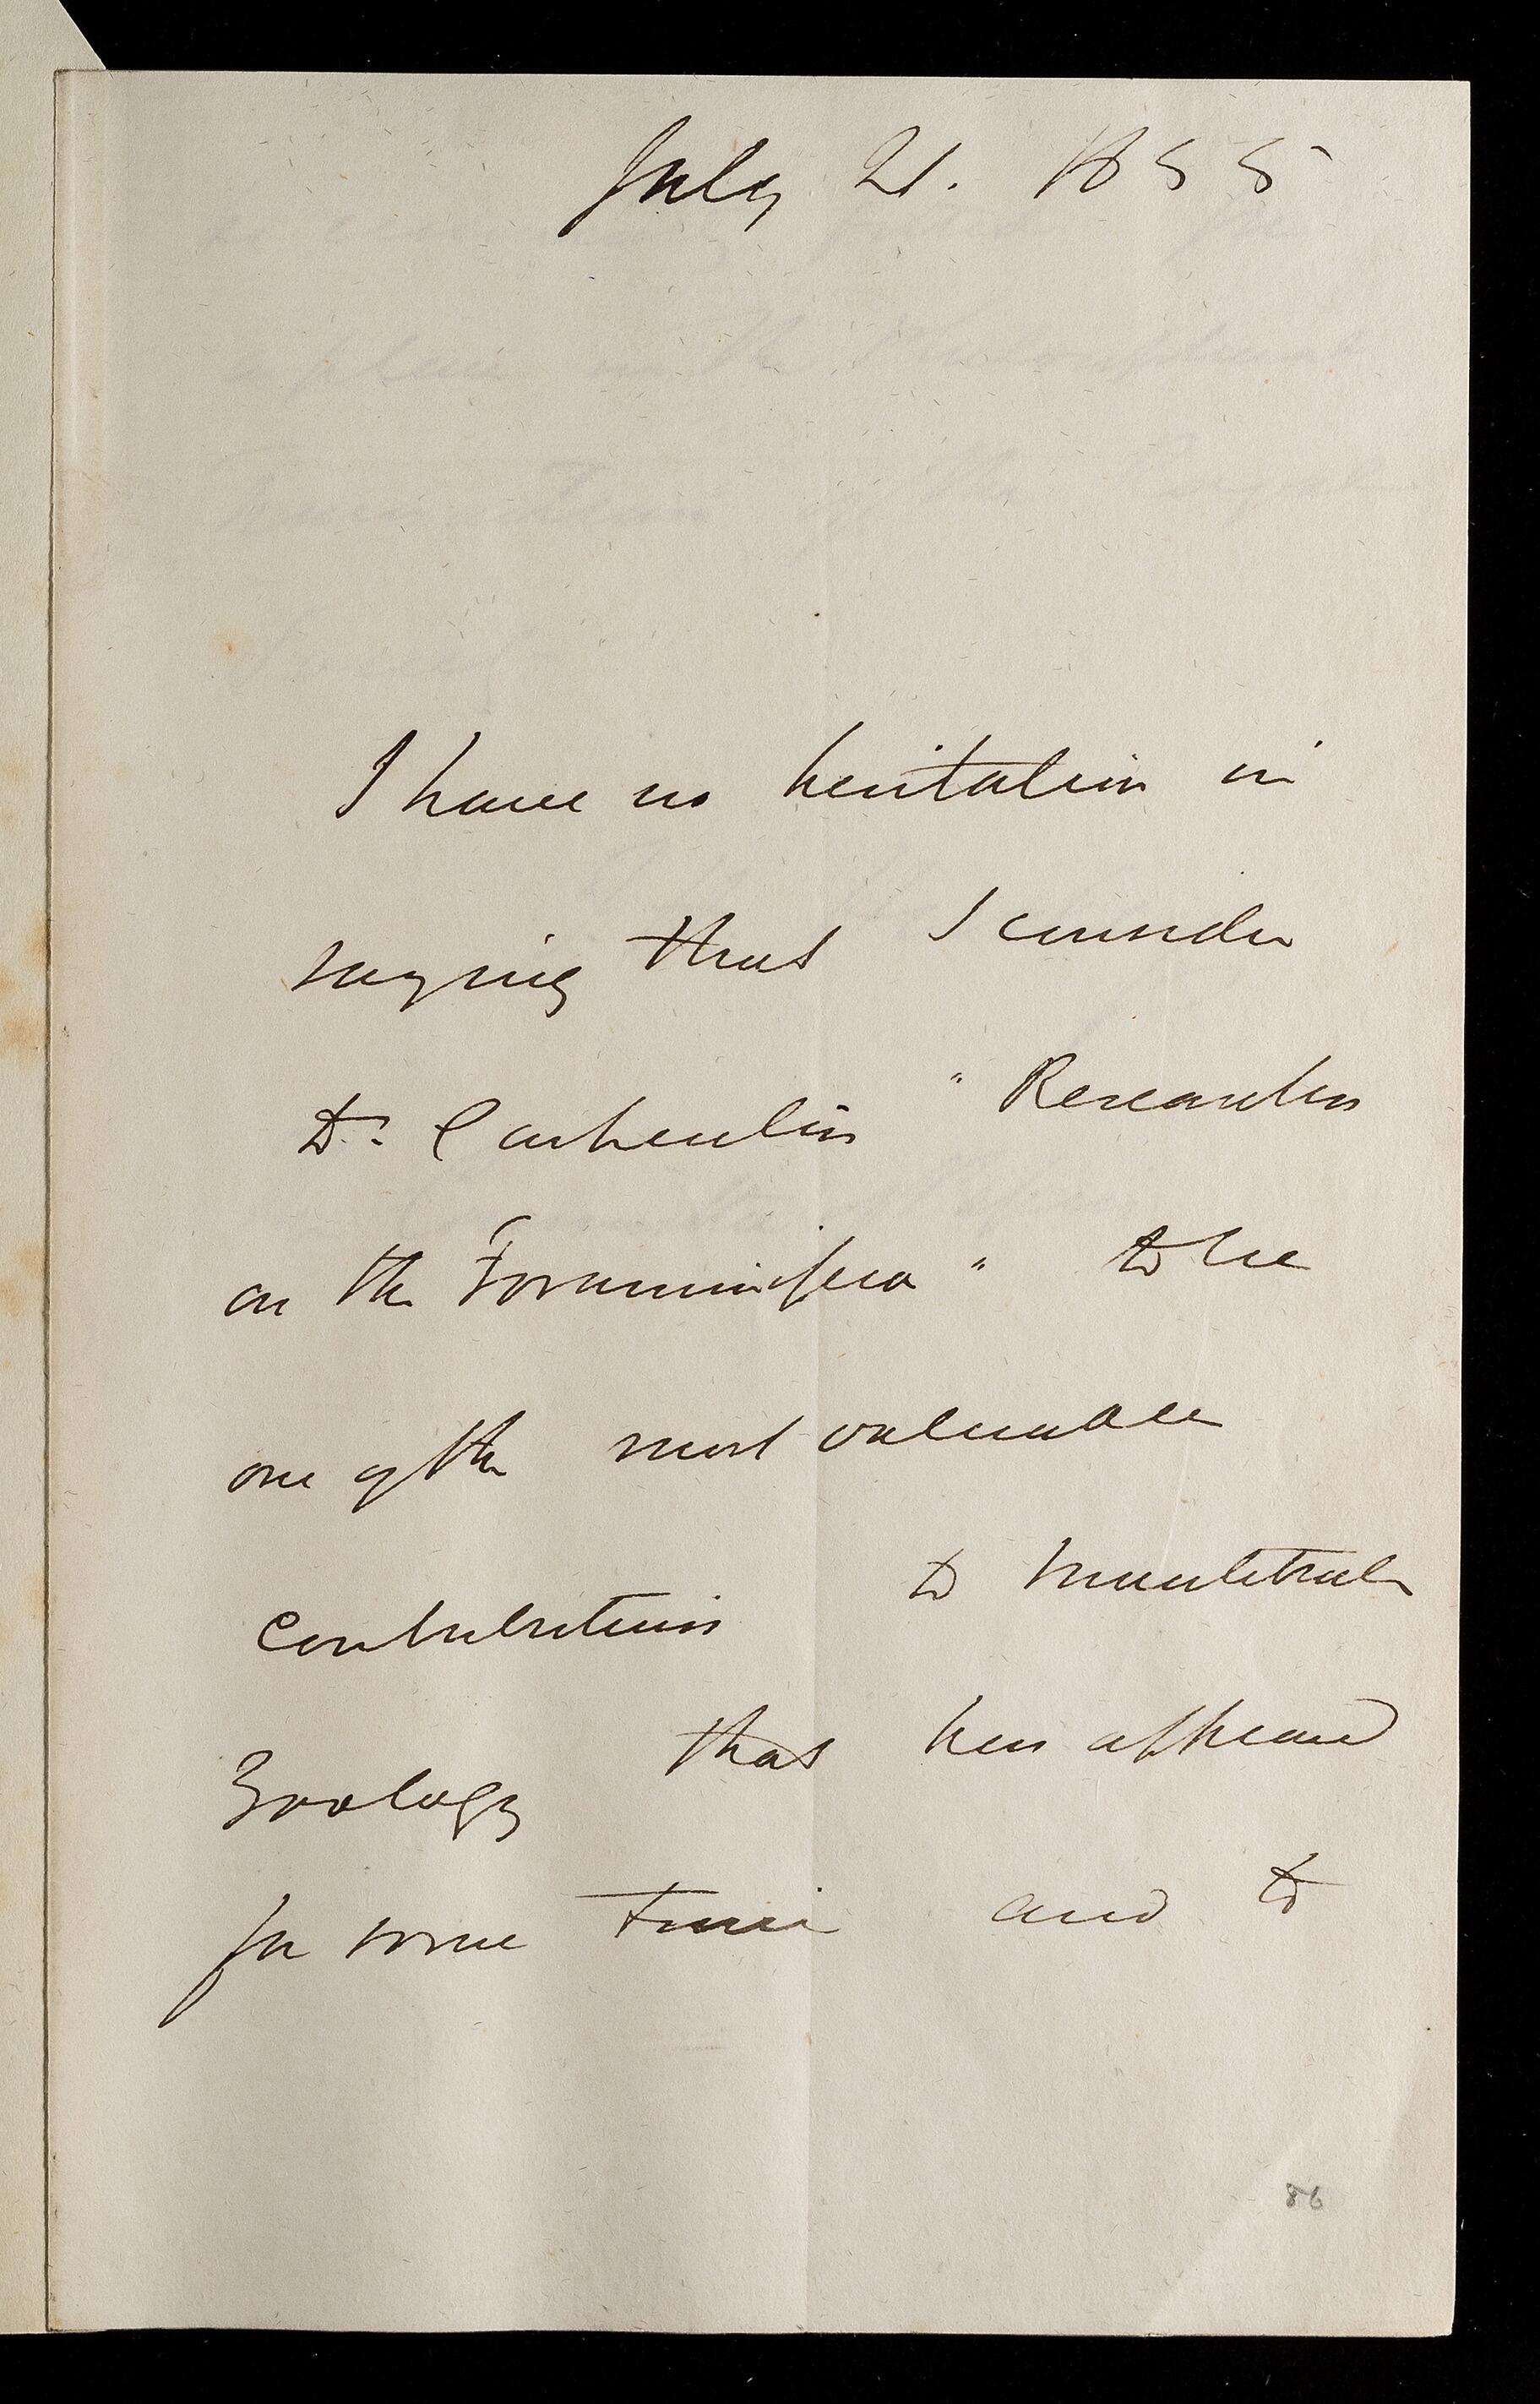 July 21. 1855
I have no hesitation in
saying that I consider
Dr. Carpenter's "Researches
on the Foraminifera" to be
one of the most valuable
contributions to Invertebrate
Zoology that has appeared
for some time and to
86